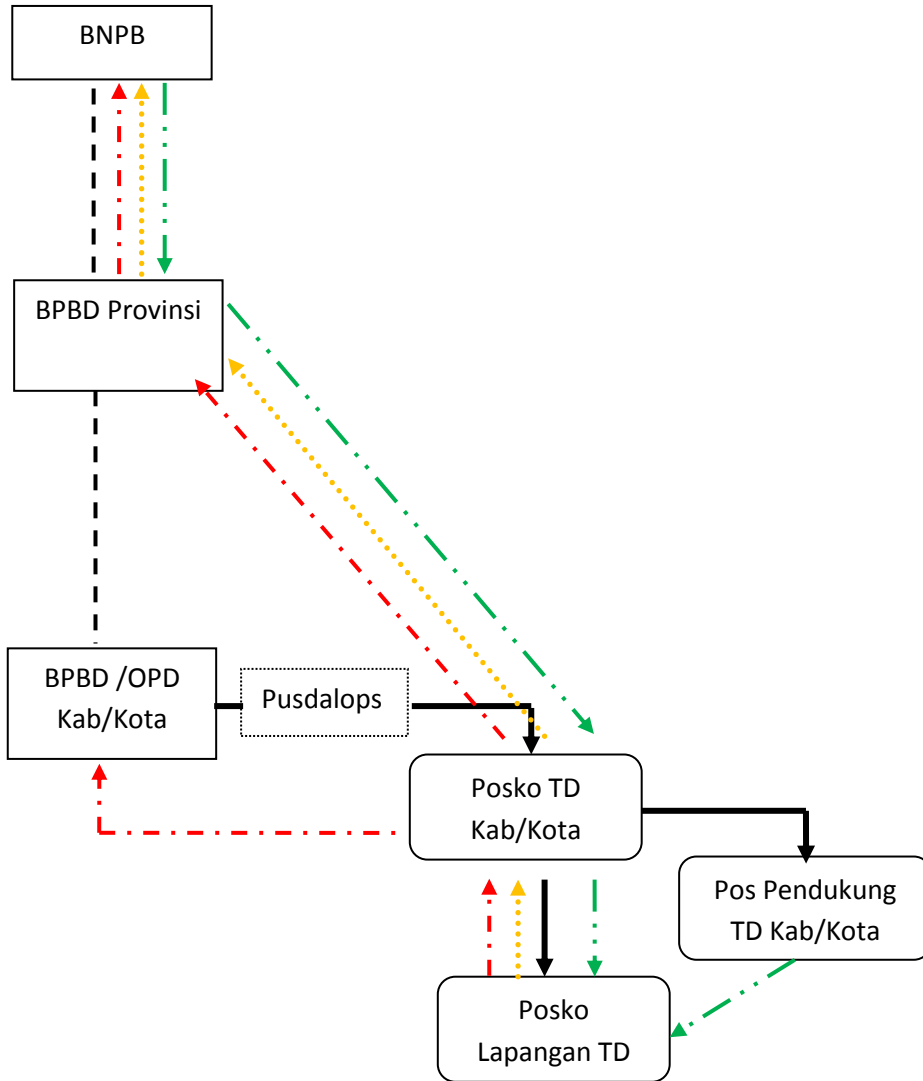 BNPB
BPBD Provinsi
BPBD /OPD
Kab/Kota
Pusdalops
Posko TD
Kab/Kota
Pos Pendukung
TD Kab/Kota
Posko
Lapangan TD